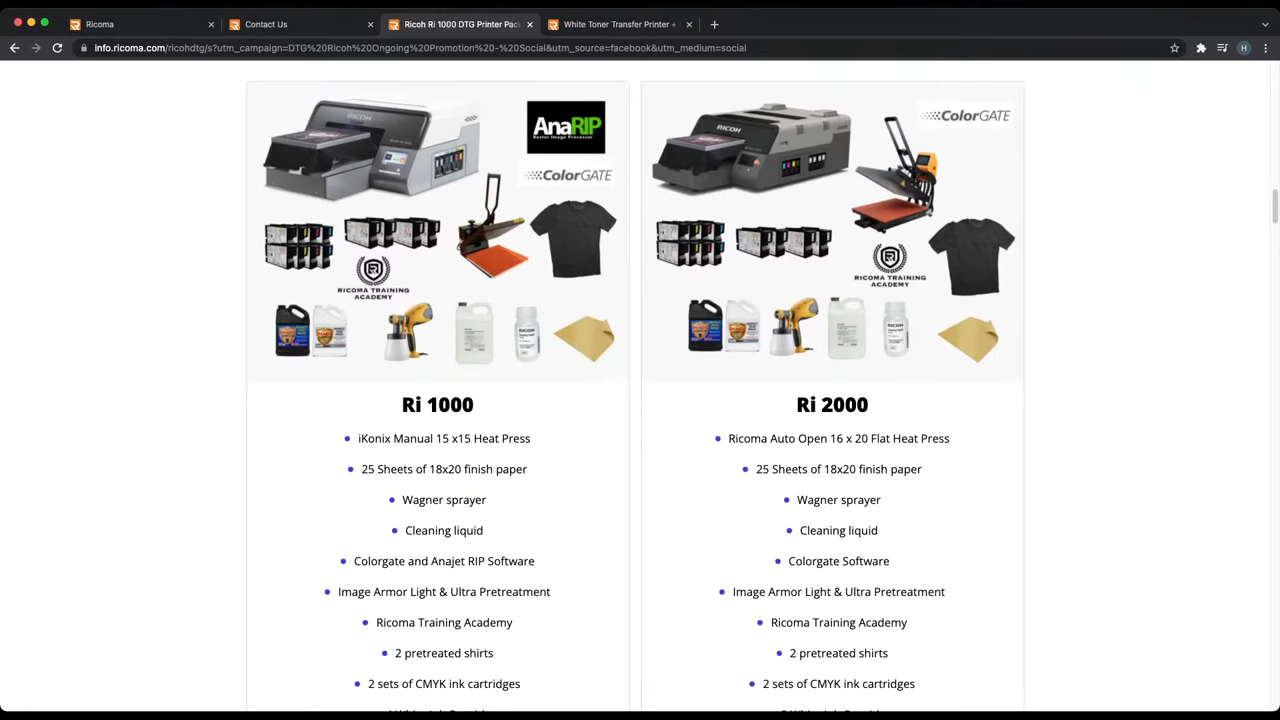 Ricoma
Contact Us
Ricoh Ri 1000 DTG Printer Pac
White Toner Transfer Printer +
info.ricoma.com/ricohdtg/s?utm_campaign=DTG%20Ricoh%20Ongoing%20Promotion%20-%20Social&utm_source=facebook&utm_medium=social
H
RICOH
AnaRIP
Raster Image Processor
ColorGATE
RICOMA TRAINING
ACADEMY
RICOH
Ri 1000
iKonix Manual 15 x15 Heat Press
25 Sheets of 18x20 finish paper
Wagner sprayer
Cleaning liquid
Colorgate and Anajet RIP Software
Image Armor Light & Ultra Pretreatment
Ricoma Training Academy
2 pretreated shirts
2 sets of CMYK ink cartridges
RICOH
ColorGATE
RICOMA TRAINING
ACADEMY
RICOH
Ri 2000
Ricoma Auto Open 16 x 20 Flat Heat Press
25 Sheets of 18x20 finish paper
Wagner sprayer
Cleaning liquid
Colorgate Software
Image Armor Light & Ultra Pretreatment
Ricoma Training Academy
2 pretreated shirts
2 sets of CMYK ink cartridges